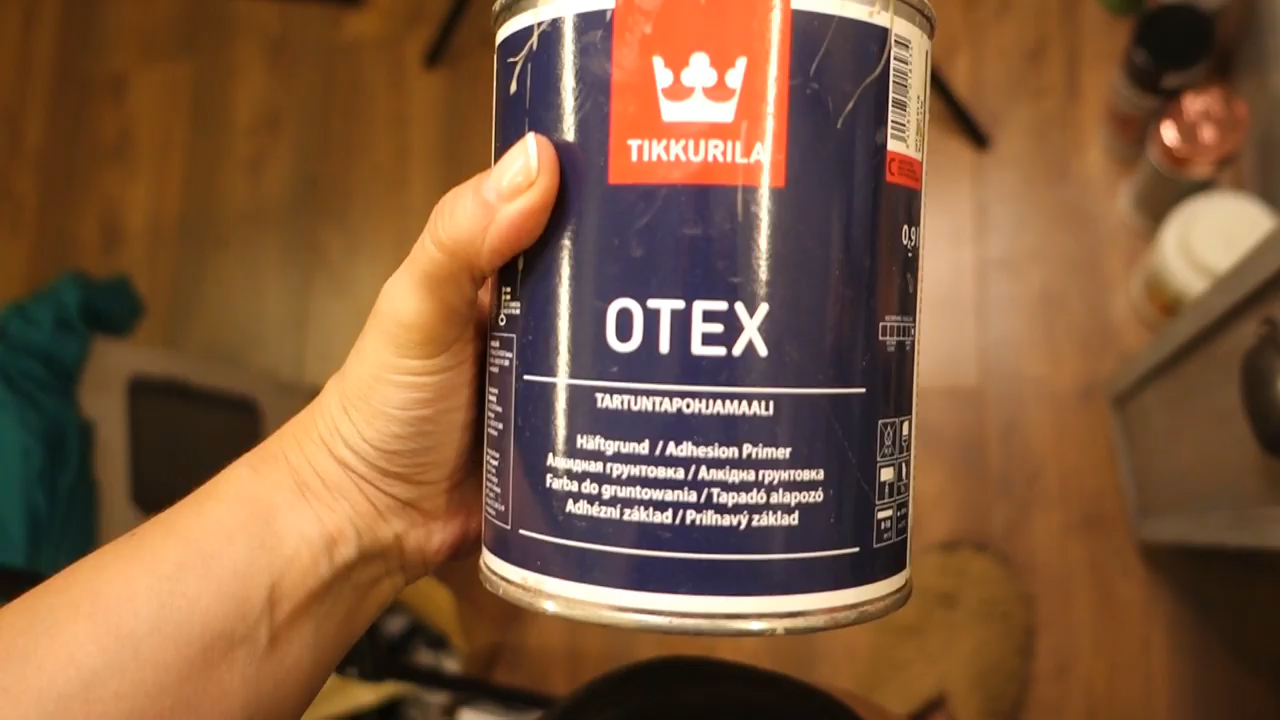 TIKKURILA
C
0,9 l
OTEX
TARTUNTAPOHJAMAALI
Häftgrund / Adhesion Primer
Алкидная грунтовка / Алкідна грунтовка
Farba do gruntowania / Tapadó alapozó
Adhézní základ / Priľnavý základ